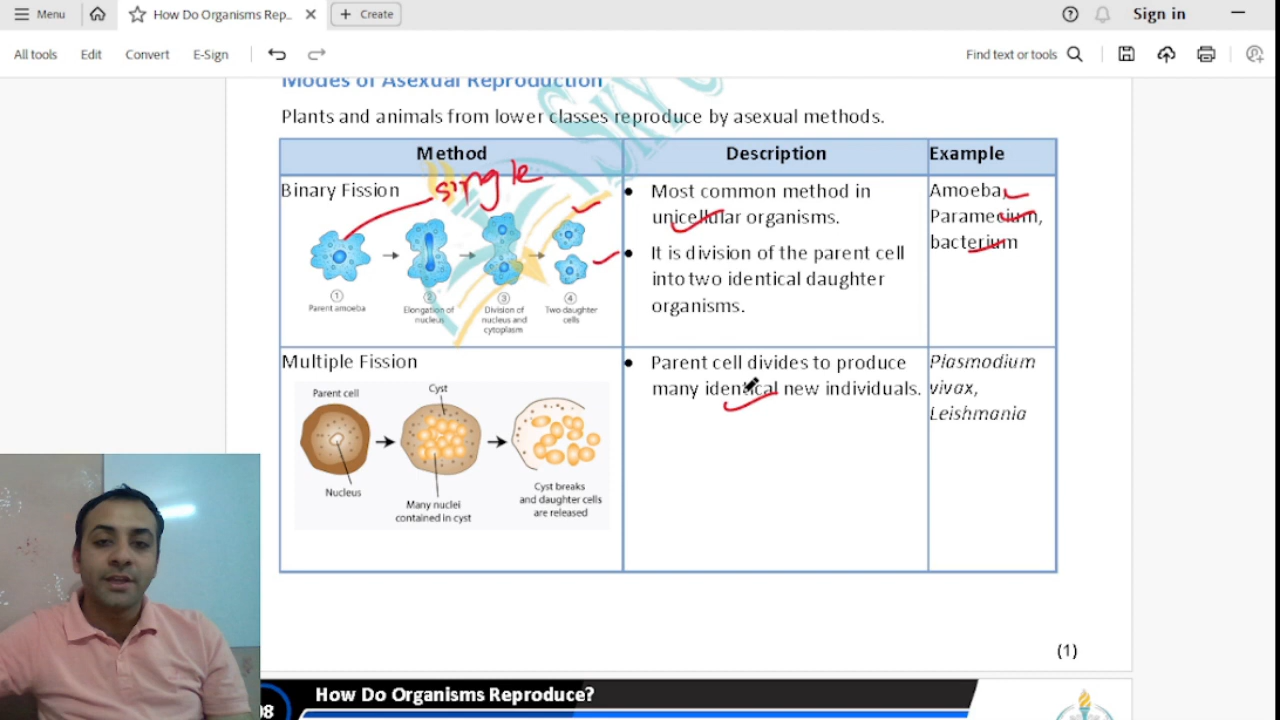 Menu
How Do Organisms Rep...
Create
Sign in
All tools
Edit
Convert
E-Sign
Find text or tools
Modes of Asexual Reproduction
Plants and animals from lower classes reproduce by asexual methods.
Method
Description
Example
Binary Fission
single
① ② ③ ④
Parent amoeba
Elongation of
nucleus
Division of
nucleus and
cytoplasm
Two daughter
cells
• Most common method in
unicellular organisms.
• It is division of the parent cell
into two identical daughter
organisms.
Amoeba,
Paramecium,
bacterium
Multiple Fission
Parent cell
Cyst
Nucleus
Many nuclei
contained in cyst
Cyst breaks
and daughter cells
are released
• Parent cell divides to produce
many identical new individuals.
Plasmodium
vivax,
Leishmania
(1)
08
How Do Organisms Reproduce?